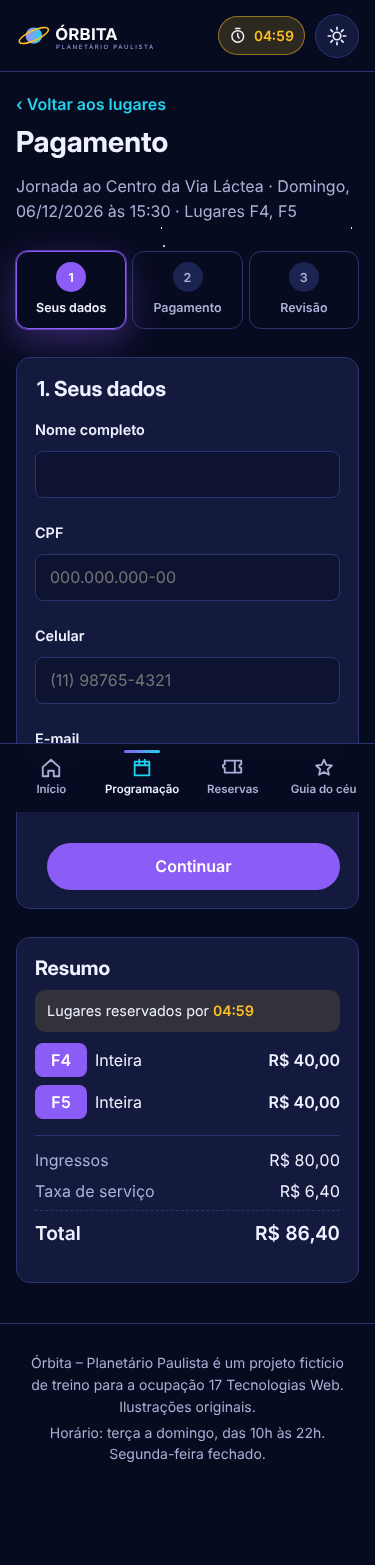 ÓRBITA
PLANETÁRIO PAULISTA
04:59
‹ Voltar aos lugares
Pagamento
Jornada ao Centro da Via Láctea · Domingo,
06/12/2026 às 15:30 · Lugares F4, F5
1
Seus dados
2
Pagamento
3
Revisão
1. Seus dados
Nome completo
CPF
000.000.000-00
Celular
(11) 98765-4321
E-mail
Início
Programação
Reservas
Guia do céu
Continuar
Resumo
Lugares reservados por 04:59
F4 Inteira R$ 40,00
F5 Inteira R$ 40,00
Ingressos R$ 80,00
Taxa de serviço R$ 6,40
Total R$ 86,40
Órbita – Planetário Paulista é um projeto fictício
de treino para a ocupação 17 Tecnologias Web.
Ilustrações originais.
Horário: terça a domingo, das 10h às 22h.
Segunda-feira fechado.